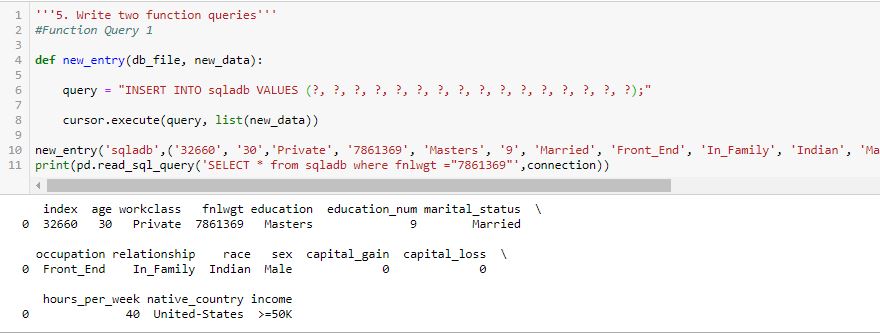 1 '''5. Write two function queries'''
2 #Function Query 1
3
4 def new_entry(db_file, new_data):
5
6 query = "INSERT INTO sqladb VALUES (?, ?, ?, ?, ?, ?, ?, ?, ?, ?, ?, ?, ?, ?, ?, ?);"
7
8 cursor.execute(query, list(new_data))
9
10 new_entry('sqladb',('32660', '30','Private', '7861369', 'Masters', '9', 'Married', 'Front_End', 'In_Family', 'Indian', 'Ma
11 print(pd.read_sql_query('SELECT * from sqladb where fnlwgt ="7861369"',connection))
index age workclass fnlwgt education education_num marital_status \
0 32660 30 Private 7861369 Masters 9 Married
occupation relationship race sex capital_gain capital_loss \
0 Front_End In_Family Indian Male 0 0
hours_per_week native_country income
0 40 United-States >=50K